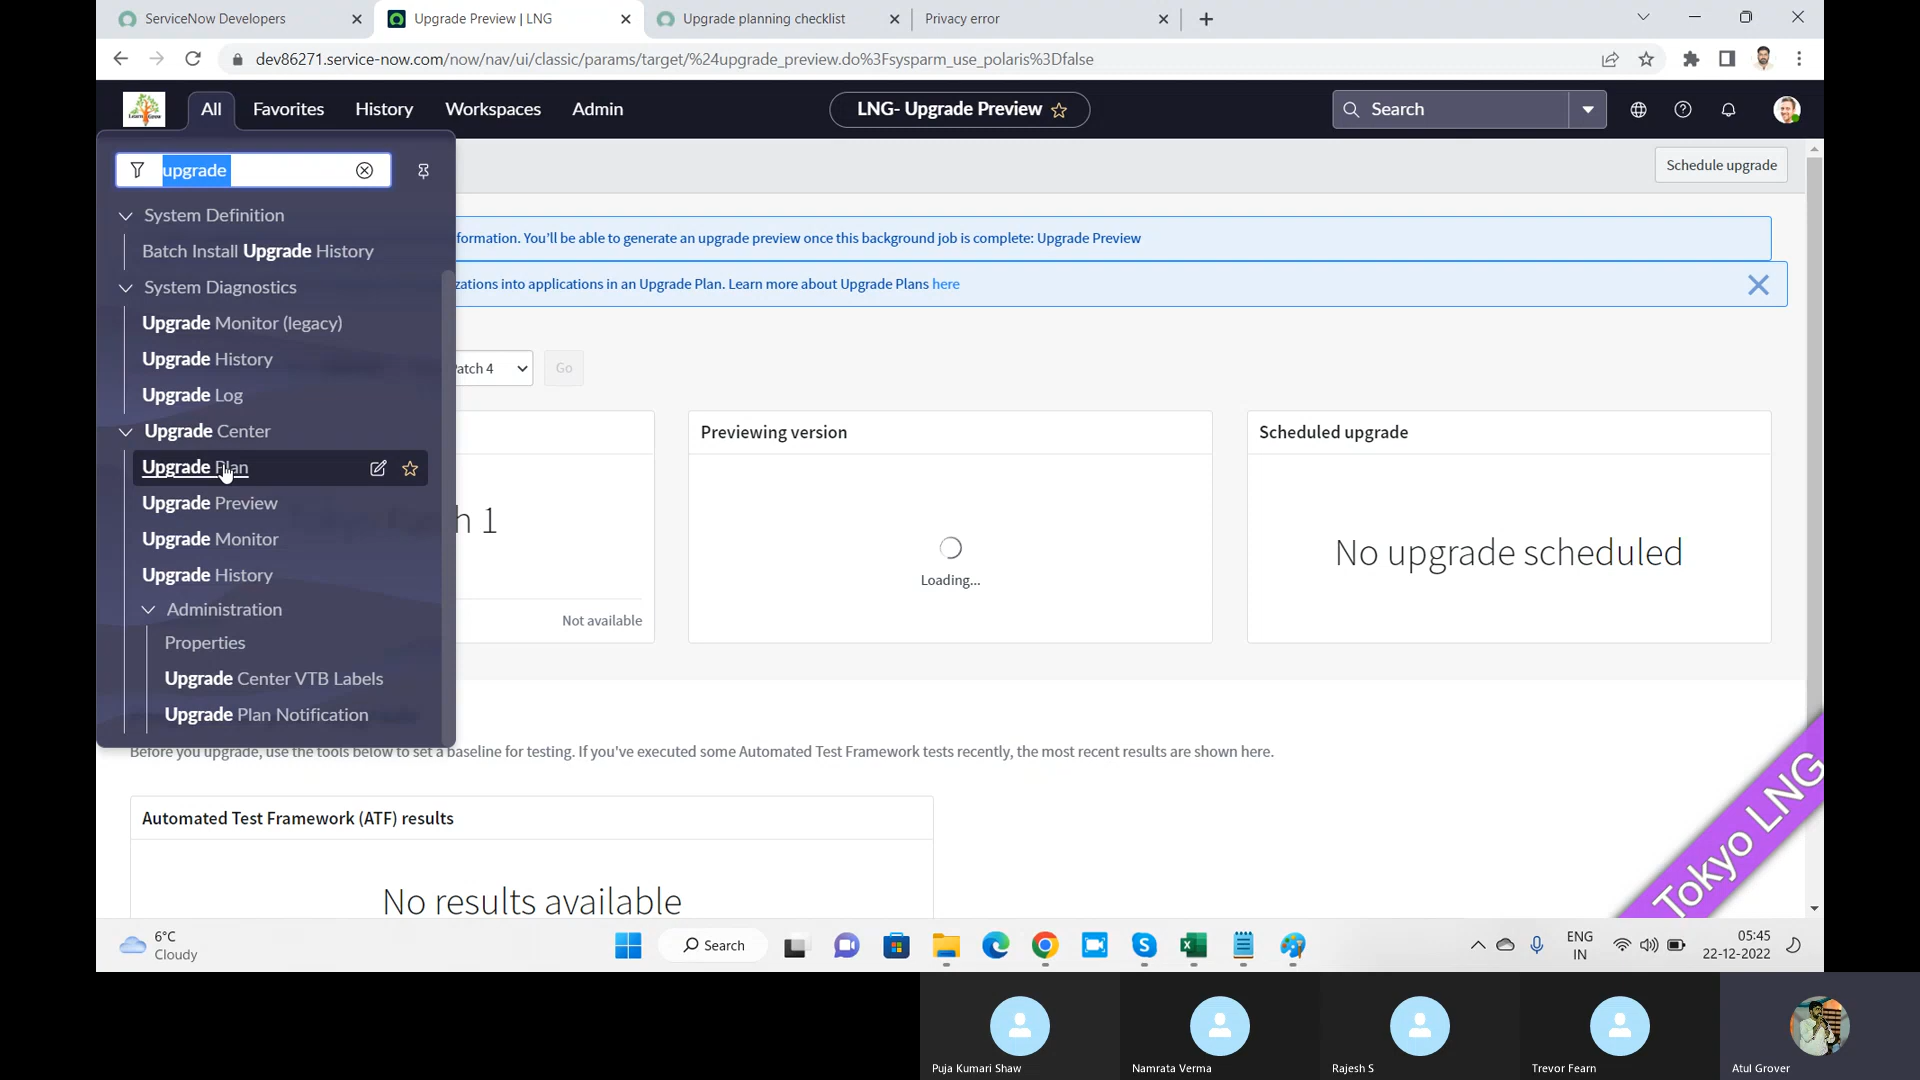 ServiceNow Developers
Upgrade Preview | LNG
Upgrade planning checklist
Privacy error
dev86271.service-now.com/now/nav/ui/classic/params/target/%24upgrade_preview.do%3Fsysparm_use_polaris%3Dfalse
All
Favorites
History
Workspaces
Admin
LNG- Upgrade Preview
Search
upgrade
Schedule upgrade
System Definition
Batch Install Upgrade History
System Diagnostics
Upgrade Monitor (legacy)
Upgrade History
Upgrade Log
Upgrade Center
Upgrade Plan
Upgrade Preview
Upgrade Monitor
Upgrade History
Administration
Properties
Upgrade Center VTB Labels
Upgrade Plan Notification
formation. You'll be able to generate an upgrade preview once this background job is complete: Upgrade Preview
zations into applications in an Upgrade Plan. Learn more about Upgrade Plans here
atch 4
Go
h 1
Not available
Previewing version
Loading...
Scheduled upgrade
No upgrade scheduled
Before you upgrade, use the tools below to set a baseline for testing. If you've executed some Automated Test Framework tests recently, the most recent results are shown here.
Automated Test Framework (ATF) results
No results available
Tokyo LNG
6°C
Cloudy
Search
ENG
IN
05:45
22-12-2022
Puja Kumari Shaw
Namrata Verma
Rajesh S
Trevor Fearn
Atul Grover